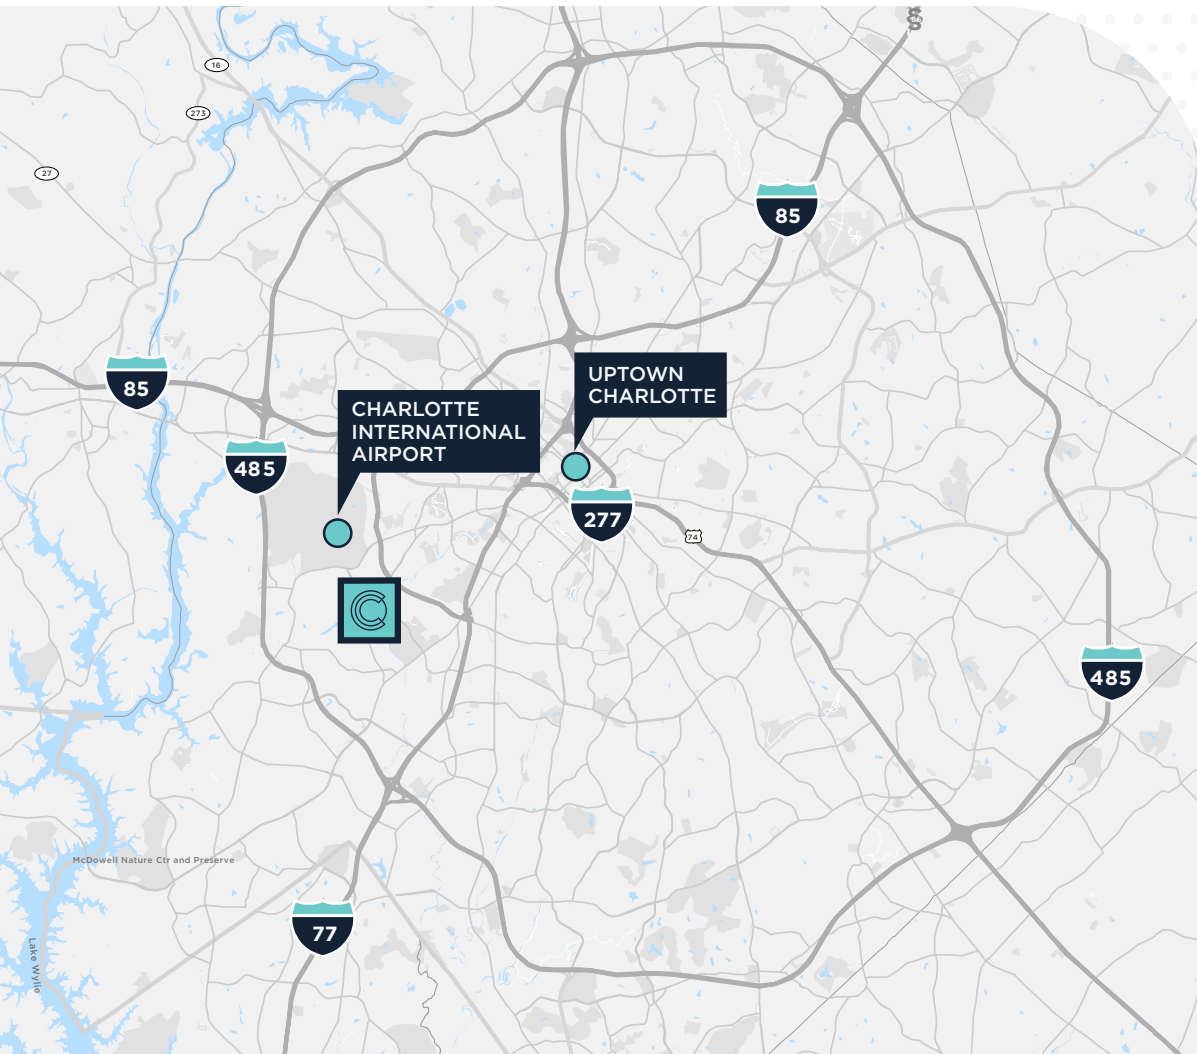 16
273
27
85
85
UPTOWN
CHARLOTTE
CHARLOTTE
INTERNATIONAL
AIRPORT
485
277
74
485
McDowell Nature Ctr and Preserve
77
Lake Wylie